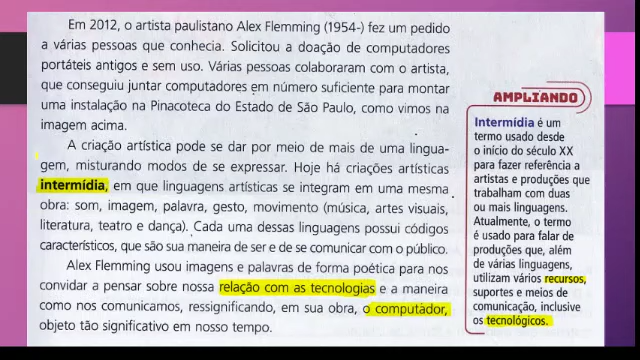 Em 2012, o artista paulistano Alex Flemming (1954-) fez um pedido
a várias pessoas que conhecia. Solicitou a doação de computadores
portáteis antigos e sem uso. Várias pessoas colaboraram com o artista,
que conseguiu juntar computadores em número suficiente para montar
uma instalação na Pinacoteca do Estado de São Paulo, como vimos na
imagem acima.
A criação artística pode se dar por meio de mais de uma lingua-
gem, misturando modos de se expressar. Hoje há criações artísticas
intermídia, em que linguagens artísticas se integram em uma mesma
obra: som, imagem, palavra, gesto, movimento (música, artes visuais,
literatura, teatro e dança). Cada uma dessas linguagens possui códigos
característicos, que são sua maneira de ser e de se comunicar com o público.
Alex Flemming usou imagens e palavras de forma poética para nos
convidar a pensar sobre nossa relação com as tecnologias e a maneira
como nos comunicamos, ressignificando, em sua obra, o computador,
objeto tão significativo em nosso tempo.
AMPLIANDO
Intermídia é um
termo usado desde
o início do século XX
para fazer referência a
artistas e produções que
trabalham com duas
ou mais linguagens.
Atualmente, o termo
é usado para falar de
produções que, além
de várias linguagens,
utilizam vários recursos,
suportes e meios de
comunicação, inclusive
os tecnológicos.